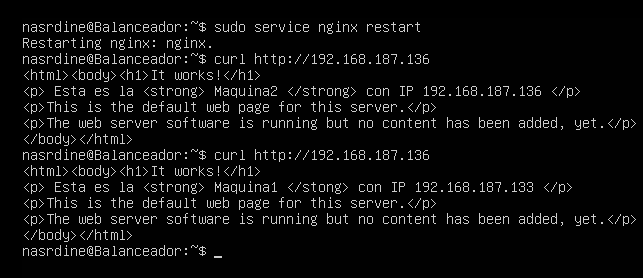 nasrdine@Balanceador:~$ sudo service nginx restart
Restarting nginx: nginx.
nasrdine@Balanceador:~$ curl http://192.168.187.136
<html><body><h1>It works!</h1>
<p> Esta es la <strong> Maquina2 </strong> con IP 192.168.187.136 </p>
<p>This is the default web page for this server.</p>
<p>The web server software is running but no content has been added, yet.</p>
</body></html>
nasrdine@Balanceador:~$ curl http://192.168.187.136
<html><body><h1>It works!</h1>
<p> Esta es la <strong> Maquina1 </stong> con IP 192.168.187.133 </p>
<p>This is the default web page for this server.</p>
<p>The web server software is running but no content has been added, yet.</p>
</body></html>
nasrdine@Balanceador:~$ _